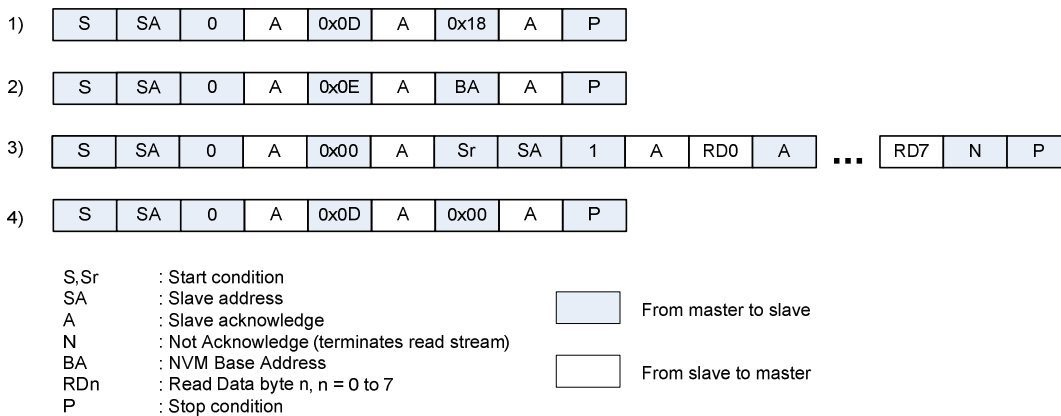 1) S SA 0 A 0x0D A 0x18 A P
2) S SA 0 A 0x0E A BA A P
3) S SA 0 A 0x00 A Sr SA 1 A RD0 A ... RD7 N P
4) S SA 0 A 0x0D A 0x00 A P
S,Sr : Start condition
SA : Slave address
A : Slave acknowledge
N : Not Acknowledge (terminates read stream)
BA : NVM Base Address
RDn : Read Data byte n, n = 0 to 7
P : Stop condition
From master to slave
From slave to master